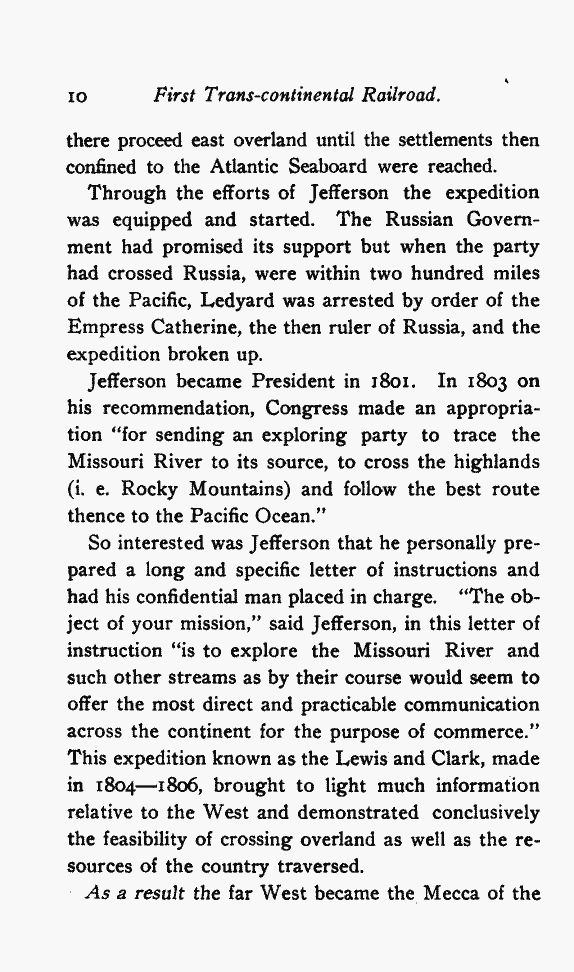 10 First Trans-continental Railroad.
there proceed east overland until the settlements then
confined to the Atlantic Seaboard were reached.
Through the efforts of Jefferson the expedition
was equipped and started. The Russian Govern-
ment had promised its support but when the party
had crossed Russia, were within two hundred miles
of the Pacific, Ledyard was arrested by order of the
Empress Catherine, the then ruler of Russia, and the
expedition broken up.
Jefferson became President in 1801. In 1803 on
his recommendation, Congress made an appropria-
tion "for sending an exploring party to trace the
Missouri River to its source, to cross the highlands
(i. e. Rocky Mountains) and follow the best route
thence to the Pacific Ocean."
So interested was Jefferson that he personally pre-
pared a long and specific letter of instructions and
had his confidential man placed in charge. "The ob-
ject of your mission," said Jefferson, in this letter of
instruction "is to explore the Missouri River and
such other streams as by their course would seem to
offer the most direct and practicable communication
across the continent for the purpose of commerce."
This expedition known as the Lewis and Clark, made
in 1804—1806, brought to light much information
relative to the West and demonstrated conclusively
the feasibility of crossing overland as well as the re-
sources of the country traversed.
As a result the far West became the Mecca of the